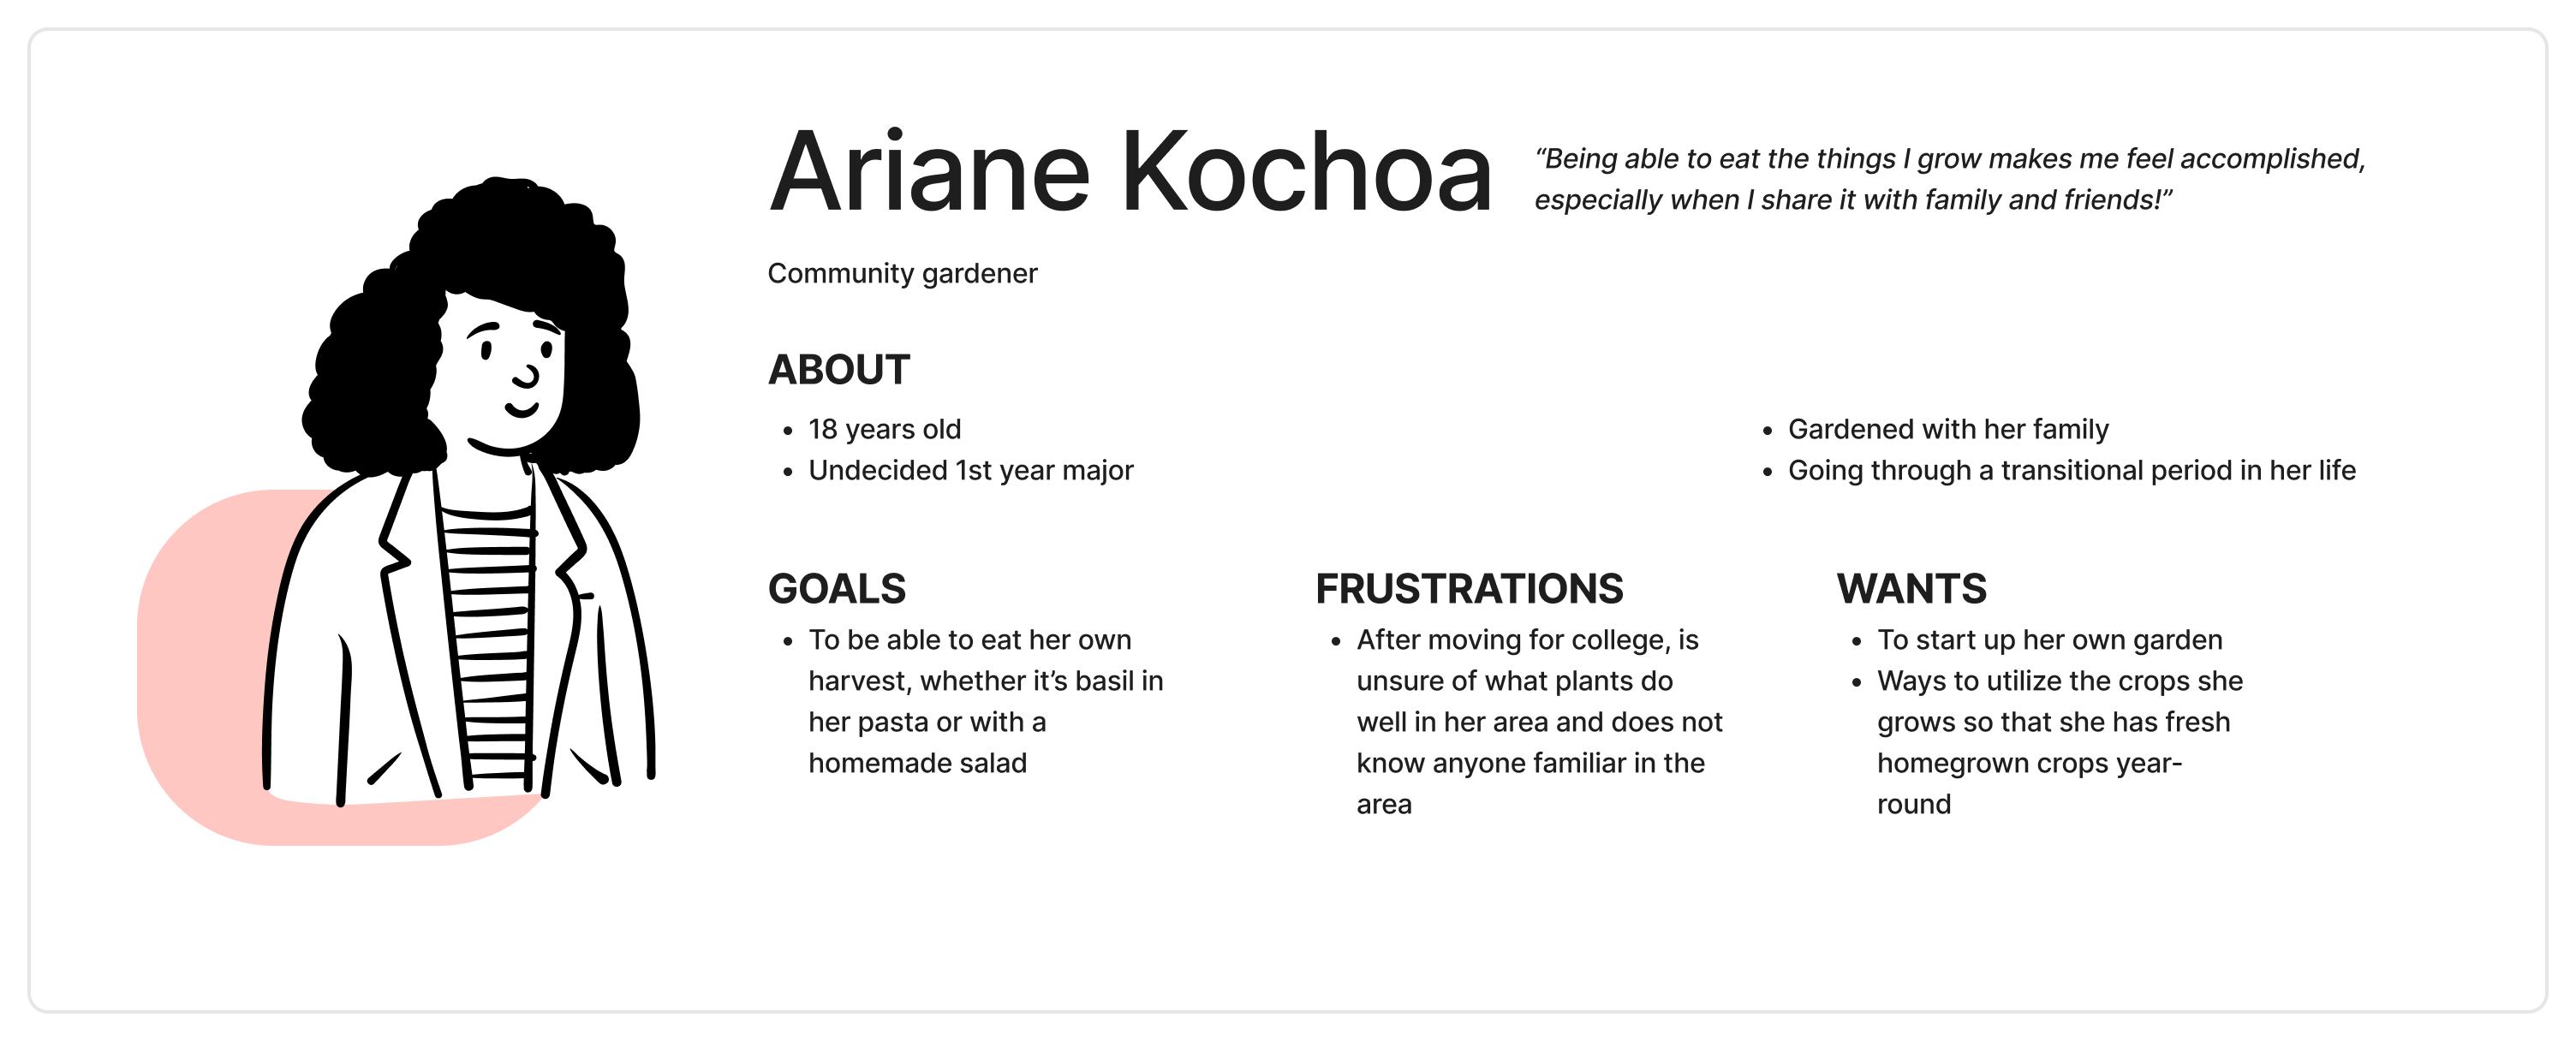 Ariane Kochoa
“Being able to eat the things I grow makes me feel accomplished,
especially when I share it with family and friends!”
Community gardener
ABOUT
• 18 years old
• Undecided 1st year major
• Gardened with her family
• Going through a transitional period in her life
GOALS
• To be able to eat her own
harvest, whether it’s basil in
her pasta or with a
homemade salad
FRUSTRATIONS
• After moving for college, is
unsure of what plants do
well in her area and does not
know anyone familiar in the
area
WANTS
• To start up her own garden
• Ways to utilize the crops she
grows so that she has fresh
homegrown crops year-
round